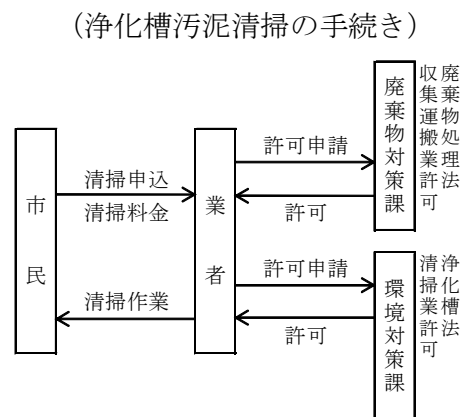 （浄化槽汚泥清掃の手続き）
市民
清掃申込
清掃料金
清掃作業
業者
許可申請
許可
許可申請
許可
廃棄物対策課
廃棄物処理法
収集運搬業許可
環境対策課
浄化槽法
清掃業許可